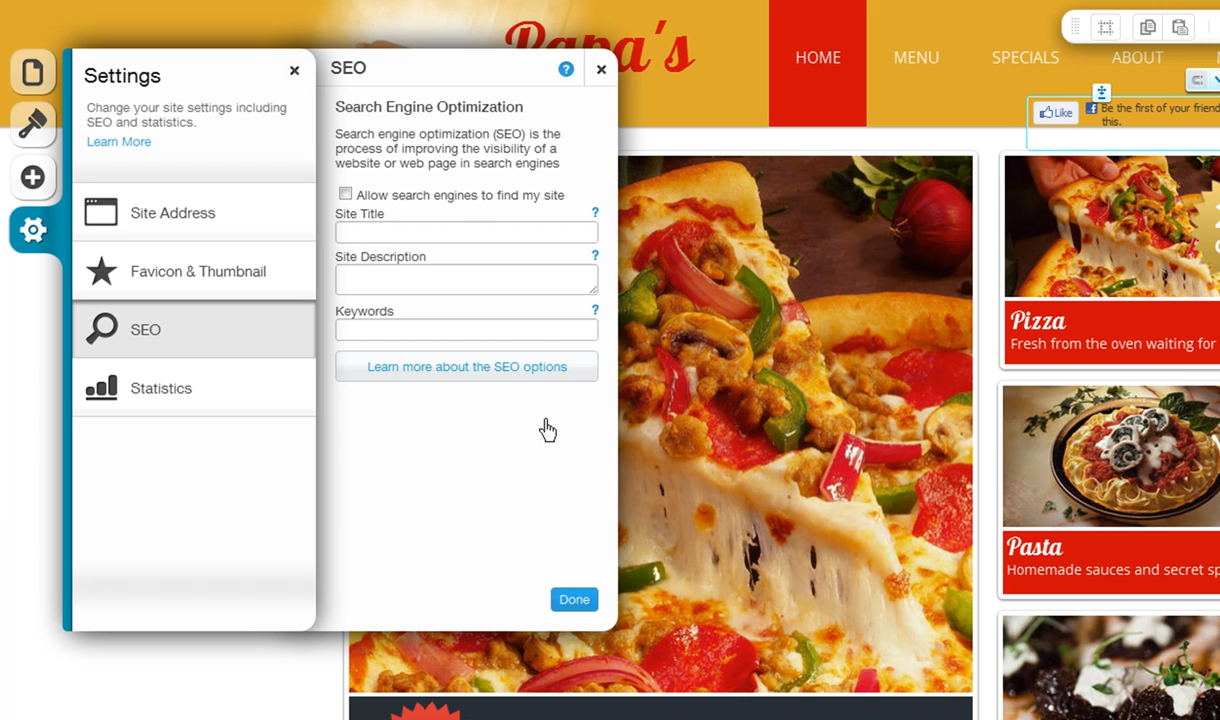 Papa's
HOME
MENU
SPECIALS
ABOUT
Like
Be the first of your
this.
Settings
Change your site settings including
SEO and statistics.
Learn More
Site Address
Favicon & Thumbnail
SEO
Statistics
SEO
?
Search Engine Optimization
Search engine optimization (SEO) is the
process of improving the visibility of a
website or web page in search engines
Allow search engines to find my site
Site Title
?
Site Description
?
Keywords
?
Learn more about the SEO options
Done
Pizza
Fresh from the oven waiting for
Pasta
Homemade sauces and secret